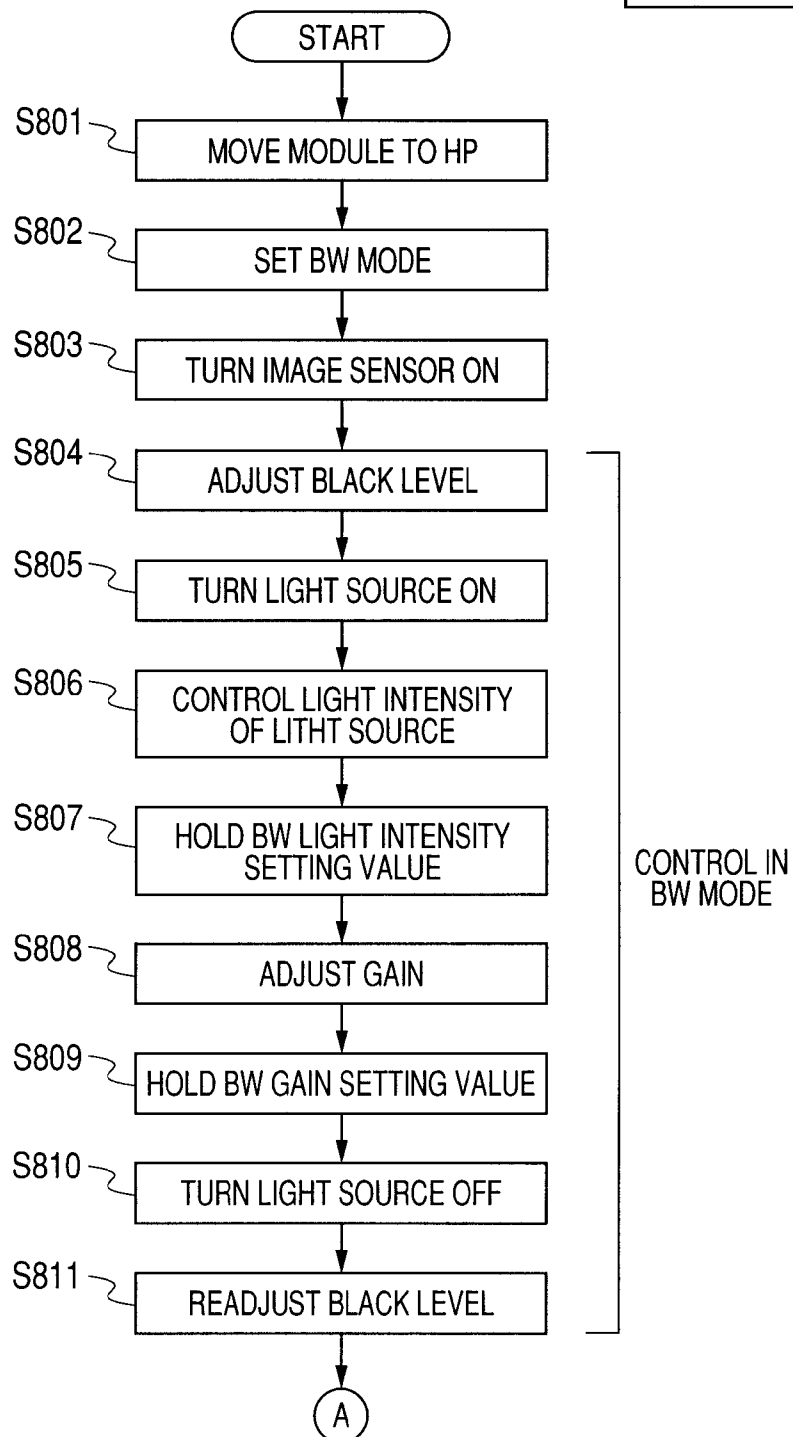 START
S801
MOVE MODULE TO HP
S802
SET BW MODE
S803
TURN IMAGE SENSOR ON
S804
ADJUST BLACK LEVEL
S805
TURN LIGHT SOURCE ON
S806
CONTROL LIGHT INTENSITY
OF LITHT SOURCE
S807
HOLD BW LIGHT INTENSITY
SETTING VALUE
CONTROL IN
BW MODE
S808
ADJUST GAIN
S809
HOLD BW GAIN SETTING VALUE
S810
TURN LIGHT SOURCE OFF
S811
READJUST BLACK LEVEL
A